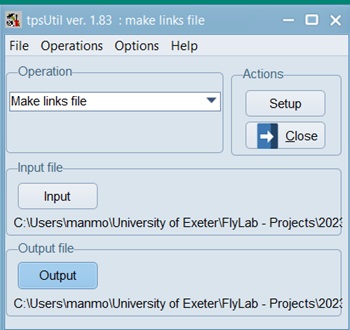 tpsUtil ver. 1.83 : make links file
File Operations Options Help
Operation
Make links file
Actions
Setup
Close
Input file
Input
C:\Users\manmo\University of Exeter\FlyLab - Projects\2023
Output file
Output
C:\Users\manmo\University of Exeter\FlyLab - Projects\2023